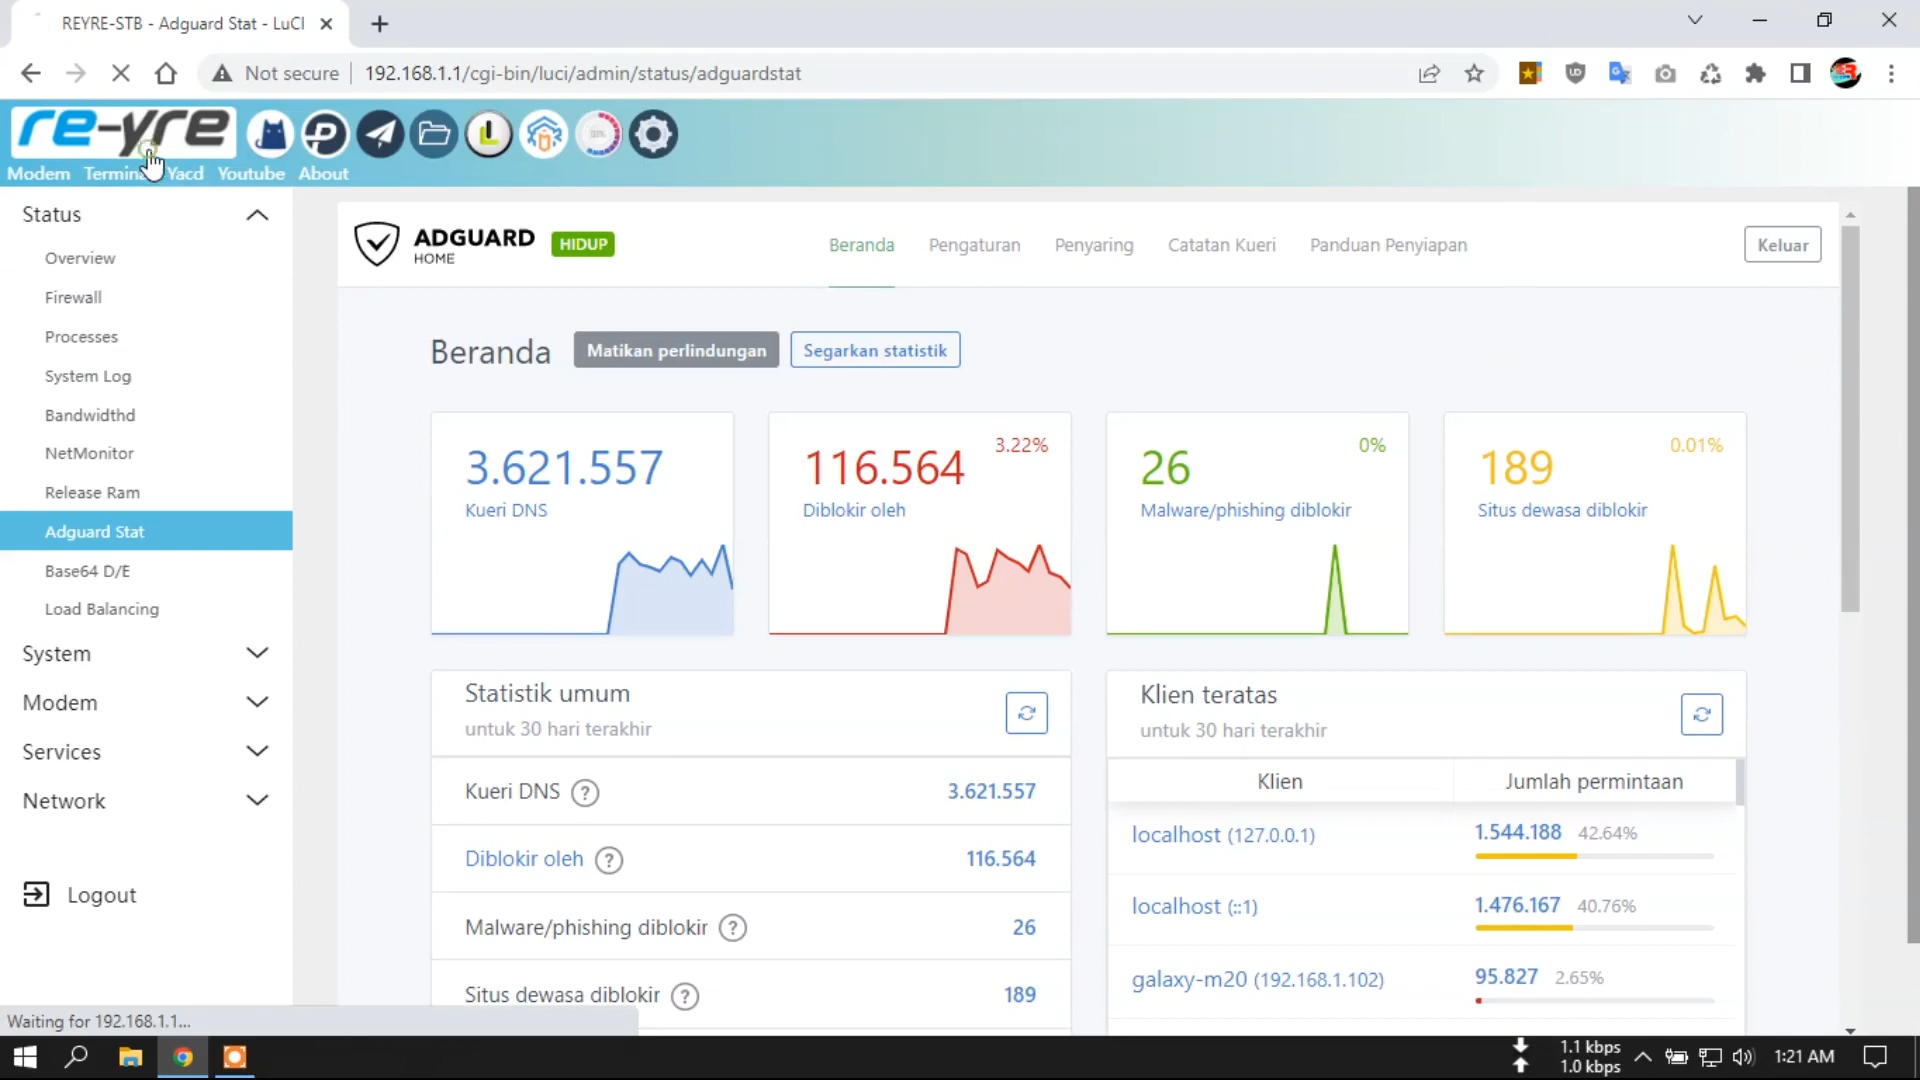 REYRE-STB - Adguard Stat - LuCI
Not secure
192.168.1.1/cgi-bin/luci/admin/status/adguardstat
re-yre
Modem
Yacd
Youtube
About
Status
Overview
Firewall
Processes
System Log
Bandwidthd
NetMonitor
Release Ram
Adguard Stat
Base64 D/E
Load Balancing
System
Modem
Services
Network
Logout
ADGUARD
HOME
HIDUP
Beranda
Pengaturan
Penyaring
Catatan Kueri
Panduan Penyiapan
Keluar
Beranda
Matikan perlindungan
Segarkan statistik
3.621.557
Kueri DNS
3.22%
116.564
Diblokir oleh
0%
26
Malware/phishing diblokir
0.01%
189
Situs dewasa diblokir
Statistik umum
untuk 30 hari terakhir
Kueri DNS ?
3.621.557
Diblokir oleh ?
116.564
Malware/phishing diblokir ?
26
Situs dewasa diblokir ?
189
Klien teratas
untuk 30 hari terakhir
Klien
Jumlah permintaan
localhost (127.0.0.1)
1.544.188 42.64%
localhost (::1)
1.476.167 40.76%
galaxy-m20 (192.168.1.102)
95.827 2.65%
Waiting for 192.168.1.1...
1.1 kbps
1.0 kbps
1:21 AM